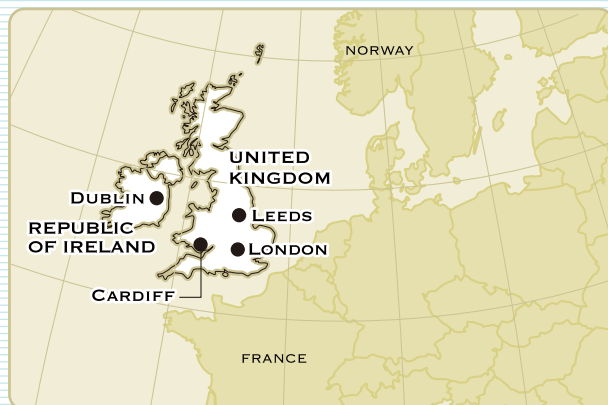 NORWAY
UNITED
KINGDOM
DUBLIN
LEEDS
REPUBLIC
OF IRELAND
LONDON
CARDIFF
FRANCE